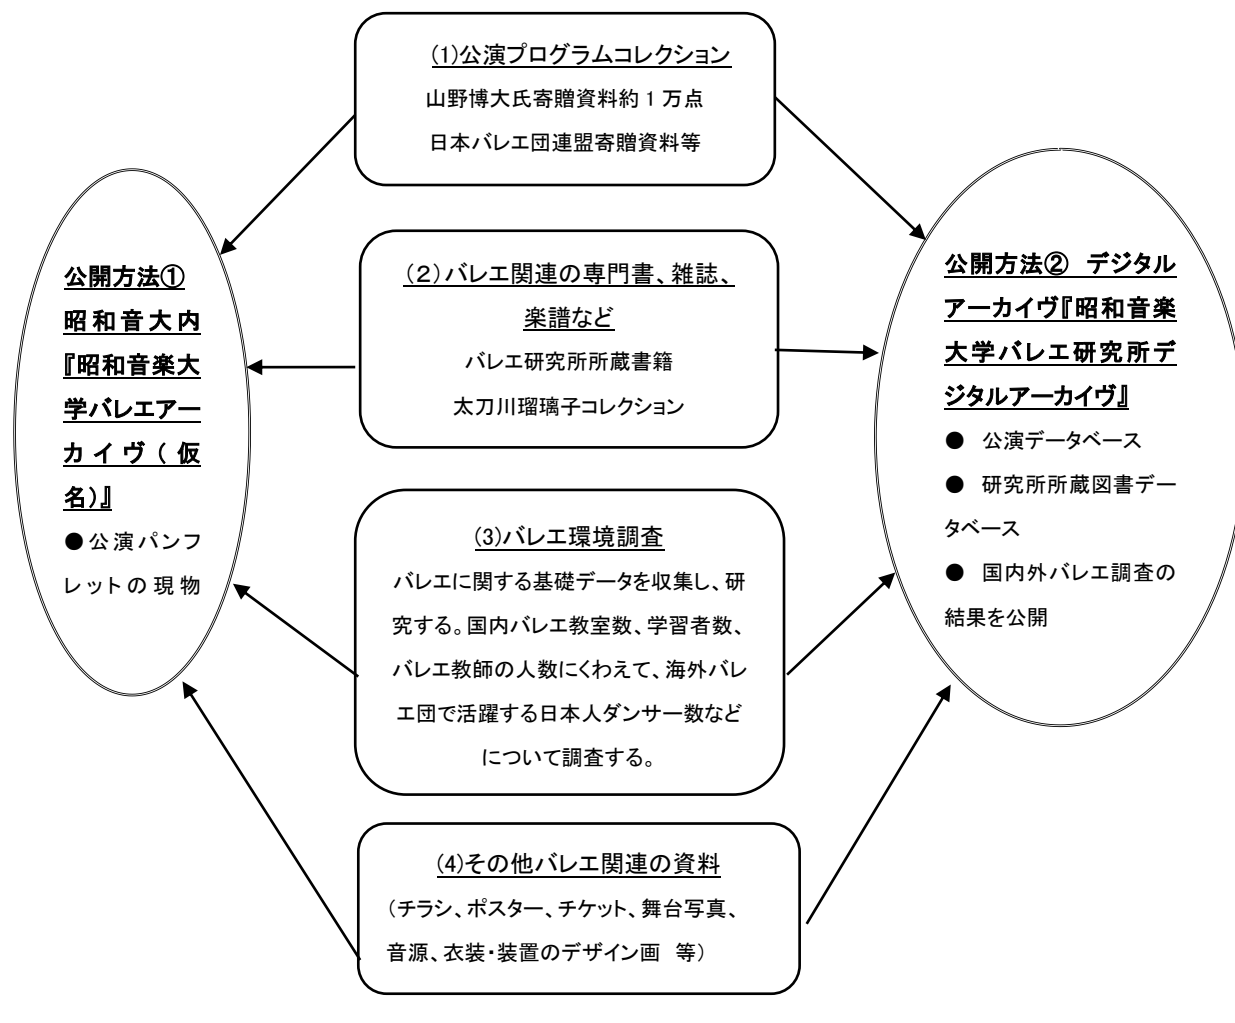 (1)公演プログラムコレクション
山野博大氏寄贈資料約1万点
日本バレエ団連盟寄贈資料等
公開方法①
昭和音大内
『昭和音楽大
学バレエアー
カイヴ(仮
名)』
●公演パンフ
レットの現物
(2)バレエ関連の専門書、雑誌、
楽譜など
バレエ研究所所蔵書籍
太刀川瑠璃子コレクション
(3)バレエ環境調査
バレエに関する基礎データを収集し、研
究する。国内バレエ教室数、学習者数、
バレエ教師の人数にくわえて、海外バレ
エ団で活躍する日本人ダンサー数など
について調査する。
(4)その他バレエ関連の資料
(チラシ、ポスター、チケット、舞台写真、
音源、衣装・装置のデザイン画 等)
公開方法② デジタル
アーカイヴ『昭和音楽
大学バレエ研究所デ
ジタルアーカイヴ』
● 公演データベース
● 研究所所蔵図書デー
タベース
● 国内外バレエ調査の
結果を公開